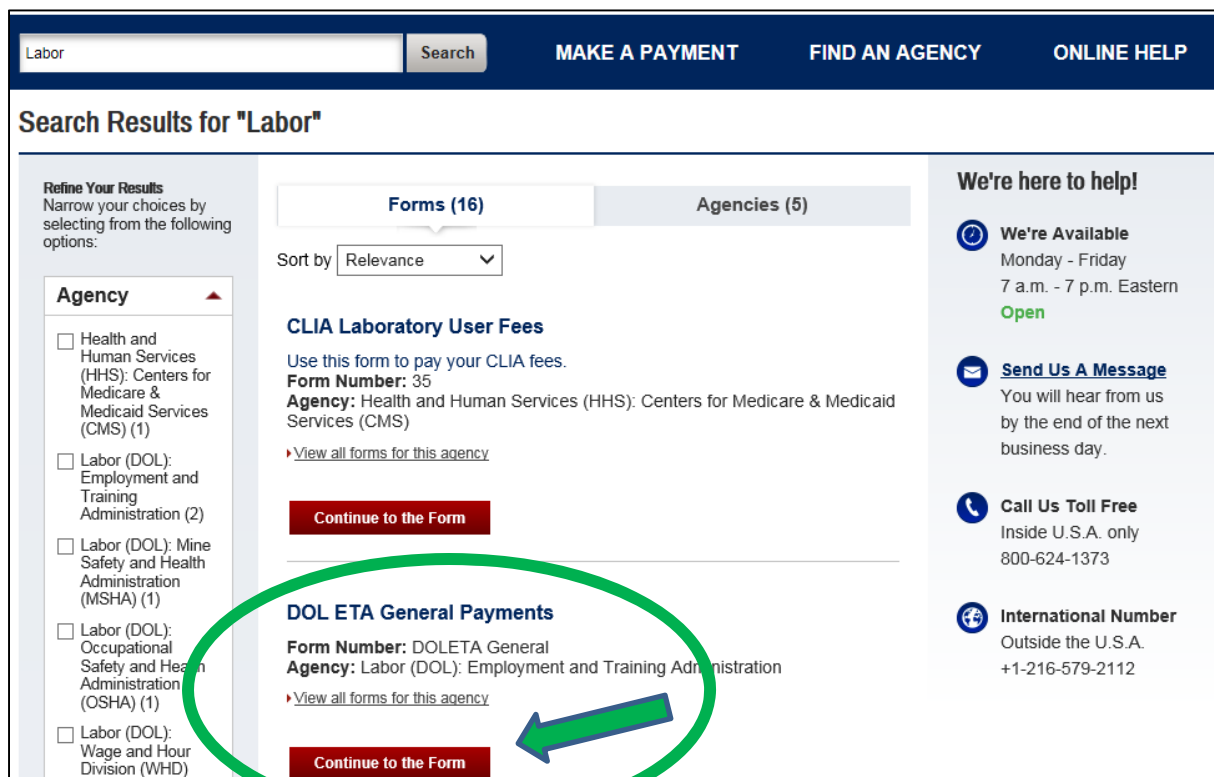 Labor
Search
MAKE A PAYMENT
FIND AN AGENCY
ONLINE HELP
Search Results for "Labor"
Refine Your Results
Narrow your choices by
selecting from the following
options:
Agency
Health and
Human Services
(HHS): Centers for
Medicare &
Medicaid Services
(CMS) (1)
Labor (DOL):
Employment and
Training
Administration (2)
Labor (DOL): Mine
Safety and Health
Administration
(MSHA) (1)
Labor (DOL):
Occupational
Safety and Health
Administration
(OSHA) (1)
Labor (DOL):
Wage and Hour
Division (WHD)
Forms (16)
Agencies (5)
Sort by Relevance
CLIA Laboratory User Fees
Use this form to pay your CLIA fees.
Form Number: 35
Agency: Health and Human Services (HHS): Centers for Medicare & Medicaid
Services (CMS)
View all forms for this agency
Continue to the Form
DOL ETA General Payments
Form Number: DOLETA General
Agency: Labor (DOL): Employment and Training Administration
View all forms for this agency
Continue to the Form
We're here to help!
We're Available
Monday - Friday
7 a.m. - 7 p.m. Eastern
Open
Send Us A Message
You will hear from us
by the end of the next
business day.
Call Us Toll Free
Inside U.S.A. only
800-624-1373
International Number
Outside the U.S.A.
+1-216-579-2112